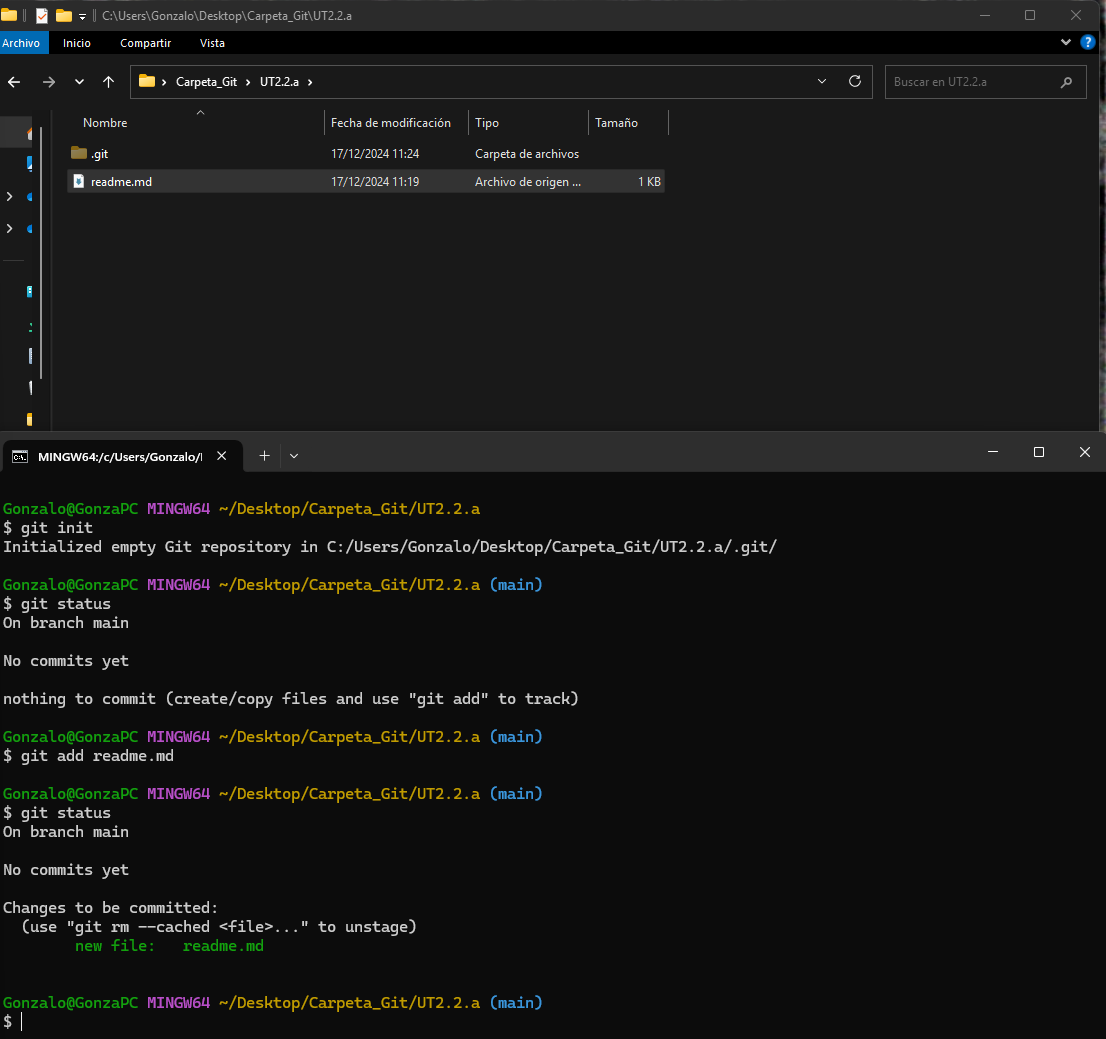 C:\Users\Gonzalo\Desktop\Carpeta_Git\UT2.2.a
Archivo Inicio Compartir Vista
Carpeta_Git UT2.2.a Buscar en UT2.2.a
Nombre Fecha de modificación Tipo Tamaño
.git 17/12/2024 11:24 Carpeta de archivos
readme.md 17/12/2024 11:19 Archivo de origen ... 1 KB
MINGW64:/c/Users/Gonzalo/
Gonzalo@GonzaPC MINGW64 ~/Desktop/Carpeta_Git/UT2.2.a
$ git init
Initialized empty Git repository in C:/Users/Gonzalo/Desktop/Carpeta_Git/UT2.2.a/.git/
Gonzalo@GonzaPC MINGW64 ~/Desktop/Carpeta_Git/UT2.2.a (main)
$ git status
On branch main
No commits yet
nothing to commit (create/copy files and use "git add" to track)
Gonzalo@GonzaPC MINGW64 ~/Desktop/Carpeta_Git/UT2.2.a (main)
$ git add readme.md
Gonzalo@GonzaPC MINGW64 ~/Desktop/Carpeta_Git/UT2.2.a (main)
$ git status
On branch main
No commits yet
Changes to be committed:
(use "git rm --cached <file>..." to unstage)
new file: readme.md
Gonzalo@GonzaPC MINGW64 ~/Desktop/Carpeta_Git/UT2.2.a (main)
$